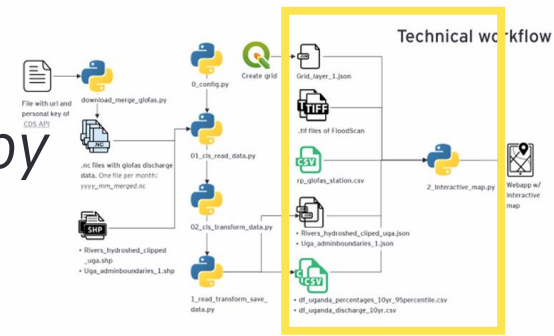 Technical workflow
File with url and
personal key of
CDS API
download_merge_glofas.py
.nc
.nc files with glofas discharge
data. One file per month:
yyyy_mm_merged.nc
by
SHP
• Rivers_hydroshed_clipped
_uga.shp
• Uga_adminboundaries_1.shp
0_config.py
01_cls_read_data.py
02_cls_transform_data.py
1_read_transform_save_
data.py
Create grid
Grid_layer_1.json
TIFF
.tif files of FloodScan
CSV
rp_glofas_station.csv
• Rivers_hydroshed_cliped_uga.json
• Uga_adminboundaries_1.json
CSV
• df_uganda_percentages_10yr_95percentile.csv
• df_uganda_discharge_10yr.csv
2_interactive_map.py
Webapp w/
interactive
map